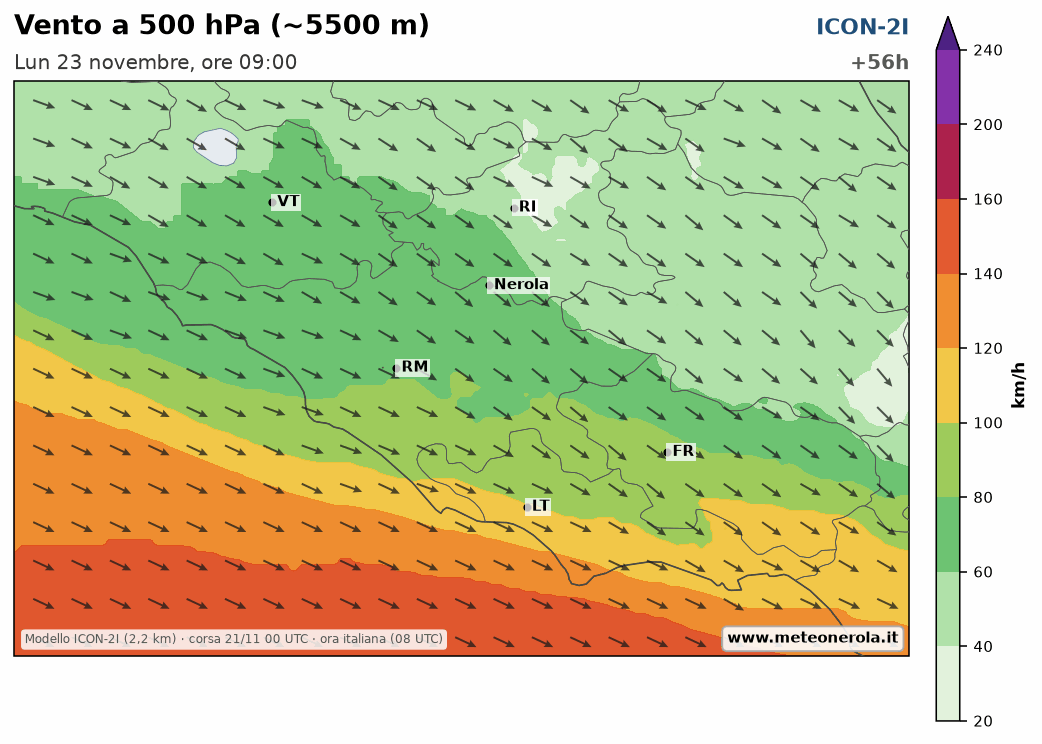 Vento a 500 hPa (~5500 m)
ICON-2I
Lun 23 novembre, ore 09:00
+56h
240
200
160
140
120
100
80
60
40
20
km/h
VT
RI
Nerola
RM
FR
LT
Modello ICON-2I (2,2 km) · corsa 21/11 00 UTC · ora italiana (08 UTC)
www.meteonerola.it